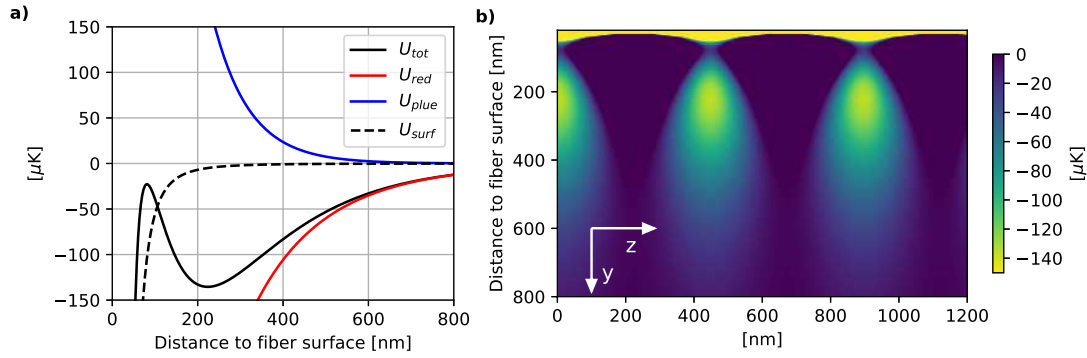 a)
150
100
50
0
−50
−100
−150
[μK]
0 200 400 600 800
Distance to fiber surface [nm]
U_tot
U_red
U_plue
U_surf
b)
200
400
600
800
Distance to fiber surface [nm]
z
y
0 200 400 600 800 1000 1200
[nm]
0
−20
−40
−60
−80
−100
−120
−140
[μK]